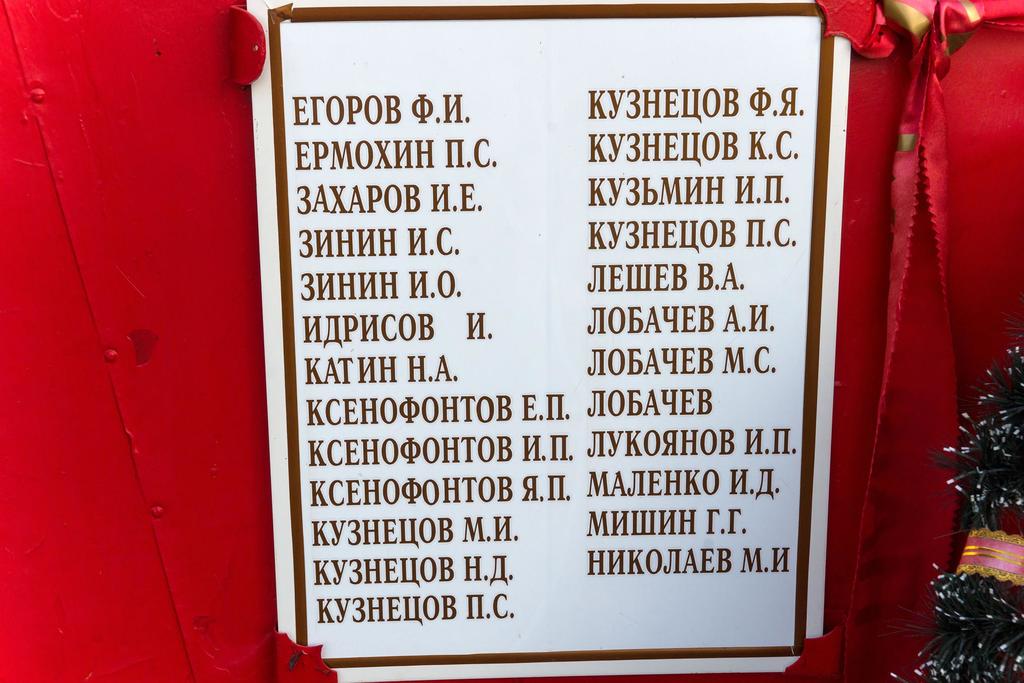 ЕГОРОВ Ф.И.
ЕРМОХИН П.С.
ЗАХАРОВ И.Е.
ЗИНИН И.С.
ЗИНИН И.О.
ИДРИСОВ И.
КАТИН Н.А.
КСЕНОФОНТОВ Е.П.
КСЕНОФОНТОВ И.П.
КСЕНОФОНТОВ Я.П.
КУЗНЕЦОВ М.И.
КУЗНЕЦОВ Н.Д.
КУЗНЕЦОВ П.С.
КУЗНЕЦОВ Ф.Я.
КУЗНЕЦОВ К.С.
КУЗЬМИН И.П.
КУЗНЕЦОВ П.С.
ЛЕШЕВ В.А.
ЛОБАЧЕВ А.И.
ЛОБАЧЕВ М.С.
ЛОБАЧЕВ
ЛУКОЯНОВ И.П.
МАЛЕНКО И.Д.
МИШИН Г.Г.
НИКОЛАЕВ М.И